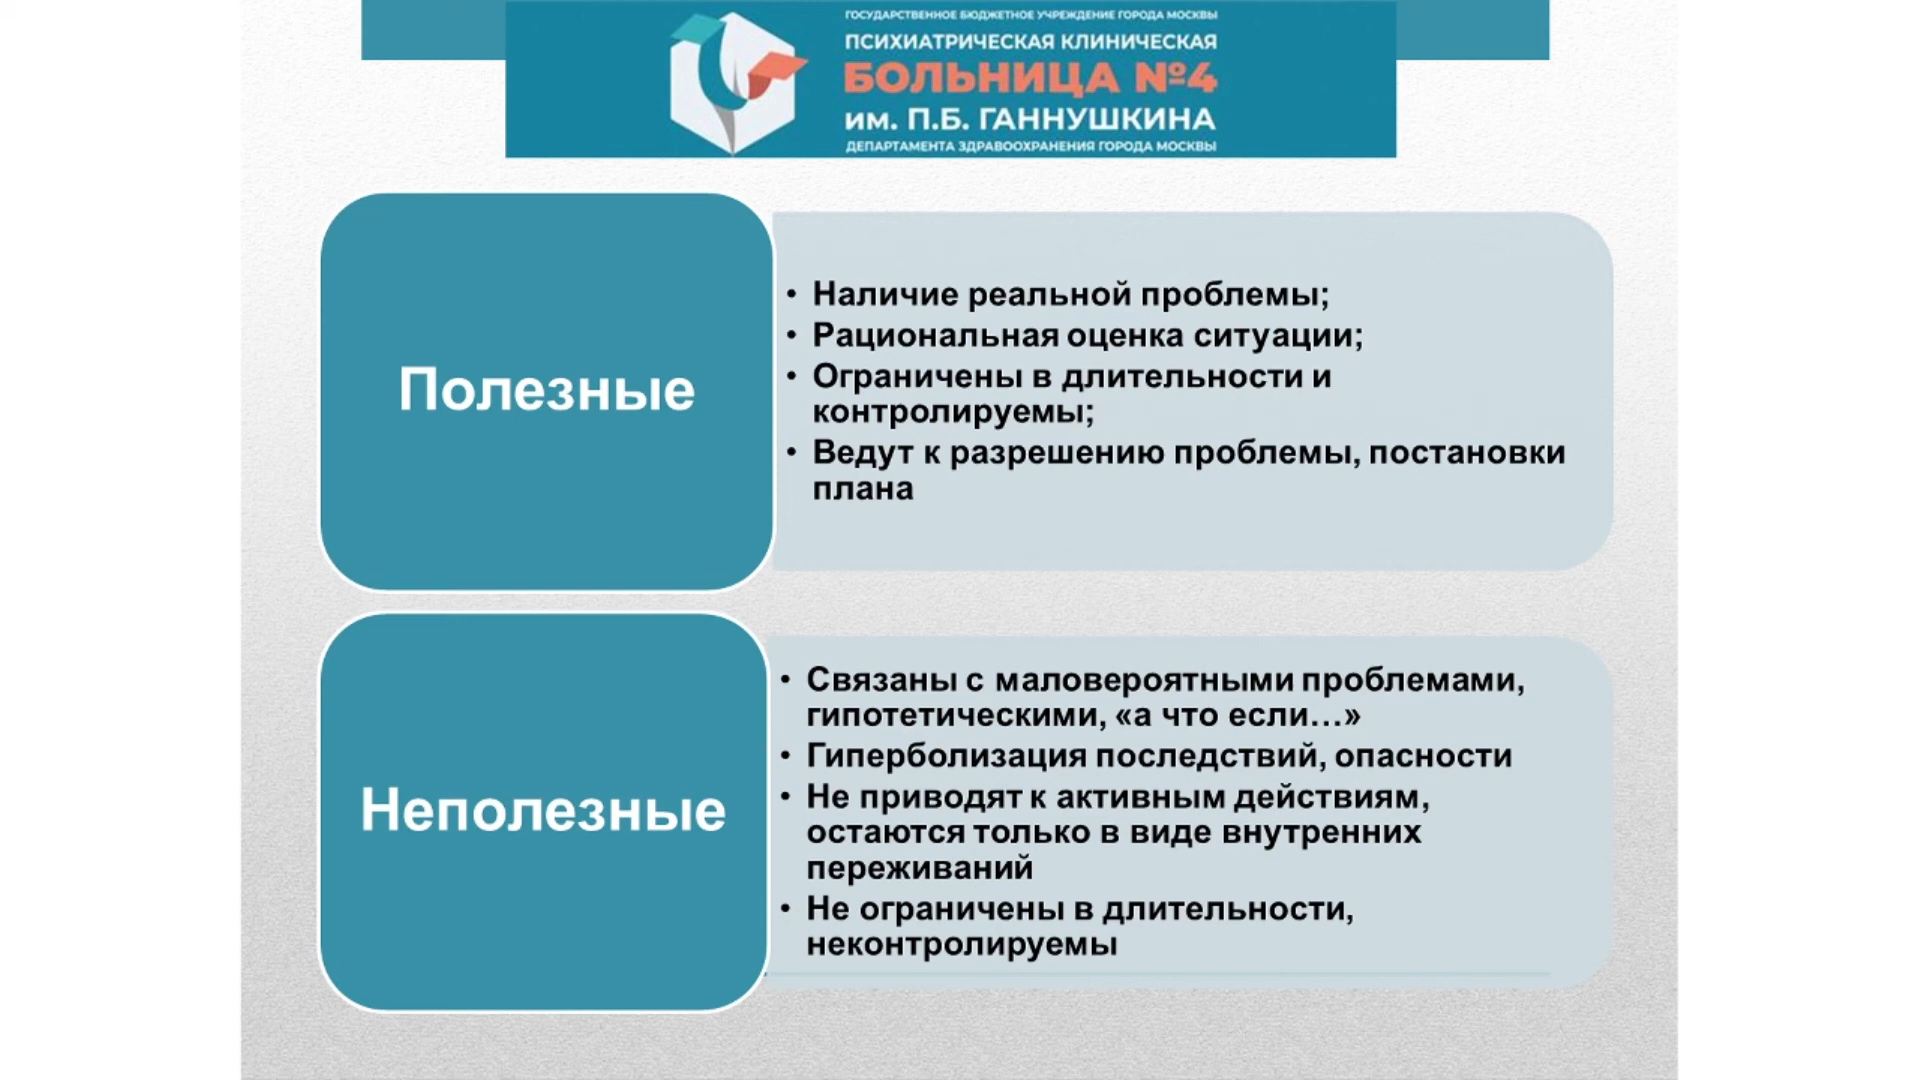 ГОСУДАРСТВЕННОЕ БЮДЖЕТНОЕ УЧРЕЖДЕНИЕ ГОРОДА МОСКВЫ
ПСИХИАТРИЧЕСКАЯ КЛИНИЧЕСКАЯ
БОЛЬНИЦА №4
им. П.Б. ГАННУШКИНА
ДЕПАРТАМЕНТА ЗДРАВООХРАНЕНИЯ ГОРОДА МОСКВЫ
Полезные
• Наличие реальной проблемы;
• Рациональная оценка ситуации;
• Ограничены в длительности и
контролируемы;
• Ведут к разрешению проблемы, постановки
плана
Неполезные
• Связаны с маловероятными проблемами,
гипотетическими, «а что если…»
• Гиперболизация последствий, опасности
• Не приводят к активным действиям,
остаются только в виде внутренних
переживаний
• Не ограничены в длительности,
неконтролируемы